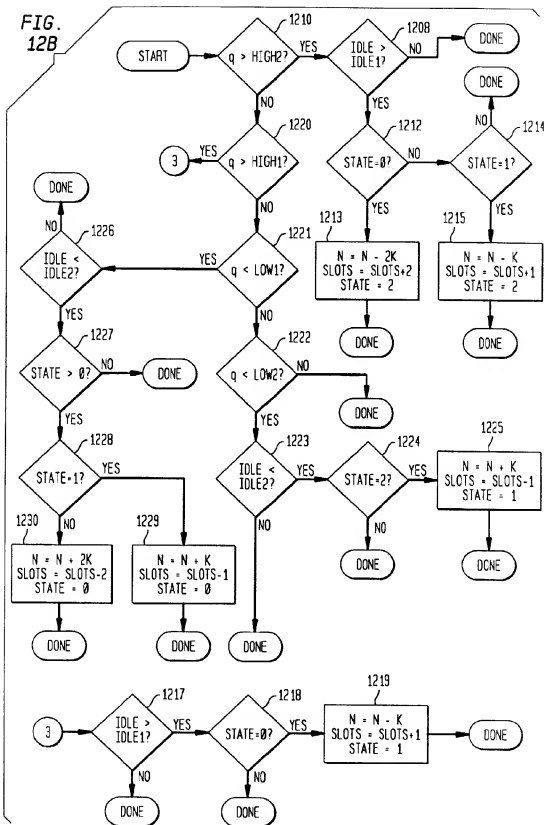 FIG.
12B
START
1210
q > HIGH2?
YES
NO
1208
IDLE >
IDLE1?
NO
DONE
YES
1212
STATE=0?
NO
YES
1214
STATE=1?
NO
DONE
YES
1213
N = N - 2K
SLOTS = SLOTS+2
STATE = 2
DONE
1215
N = N - K
SLOTS = SLOTS+1
STATE = 2
DONE
1220
q > HIGH1?
YES
3
NO
1221
q < LOW1?
YES
NO
DONE
NO
1226
IDLE <
IDLE2?
YES
1227
STATE > 0?
NO
DONE
YES
1228
STATE=1?
YES
NO
1230
N = N + 2K
SLOTS = SLOTS-2
STATE = 0
DONE
1229
N = N + K
SLOTS = SLOTS-1
STATE = 0
DONE
1222
q < LOW2?
NO
DONE
YES
1223
IDLE <
IDLE2?
YES
NO
DONE
1224
STATE=2?
YES
NO
DONE
1225
N = N + K
SLOTS = SLOTS-1
STATE = 1
DONE
3
1217
IDLE >
IDLE1?
YES
NO
DONE
1218
STATE=0?
YES
NO
DONE
1219
N = N - K
SLOTS = SLOTS+1
STATE = 1
DONE